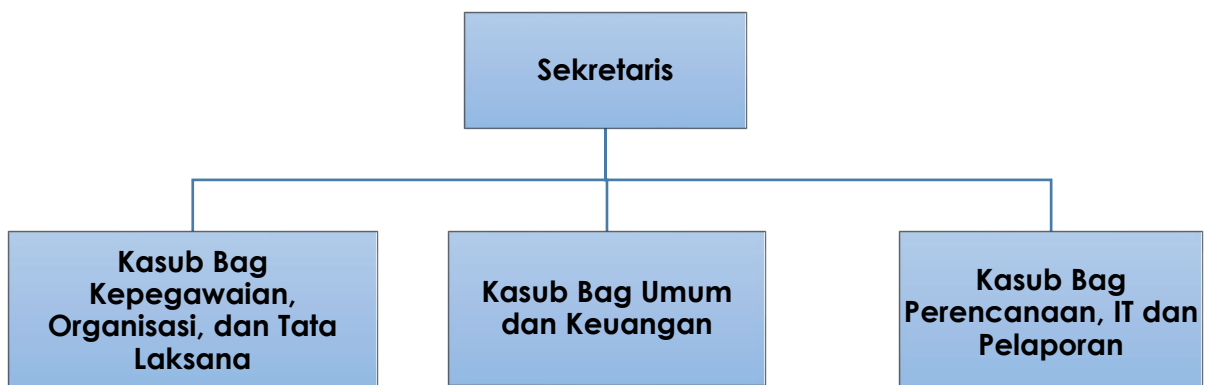 Sekretaris
Kasub Bag
Kepegawaian,
Organisasi, dan Tata
Laksana
Kasub Bag Umum
dan Keuangan
Kasub Bag
Perencanaan, IT dan
Pelaporan